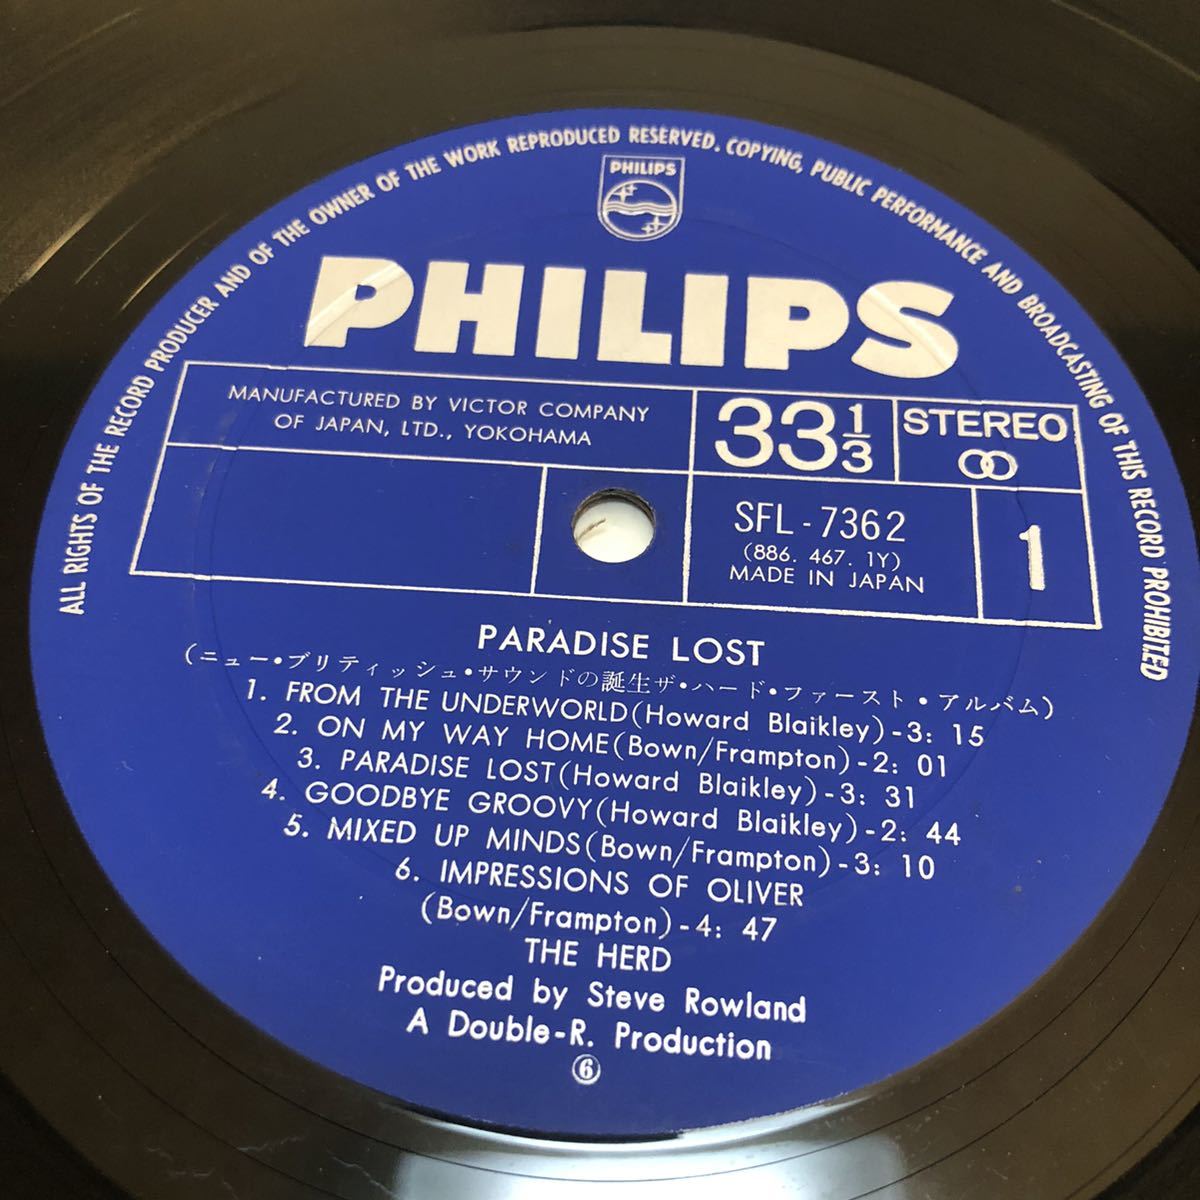 ALL RIGHTS OF THE RECORD PRODUCER AND OF THE OWNER OF THE WORK REPRODUCED RESERVED. COPYING, PUBLIC PERFORMANCE AND BROADCASTING OF THIS RECORD PROHIBITED
PHILIPS
PHILIPS
MANUFACTURED BY VICTOR COMPANY
OF JAPAN, LTD., YOKOHAMA
33 1/3
STEREO
SFL-7362
(886. 467. 1Y)
MADE IN JAPAN
1
PARADISE LOST
(ニュー・ブリティッシュ・サウンドの誕生ザ・ハード・ファースト・アルバム)
1. FROM THE UNDERWORLD(Howard Blaikley)-3: 15
2. ON MY WAY HOME(Bown/Frampton)-2: 01
3. PARADISE LOST(Howard Blaikley)-3: 31
4. GOODBYE GROOVY(Howard Blaikley)-2: 44
5. MIXED UP MINDS(Bown/Frampton)-3: 10
6. IMPRESSIONS OF OLIVER
(Bown/Frampton)-4: 47
THE HERD
Produced by Steve Rowland
A Double-R. Production
⑥